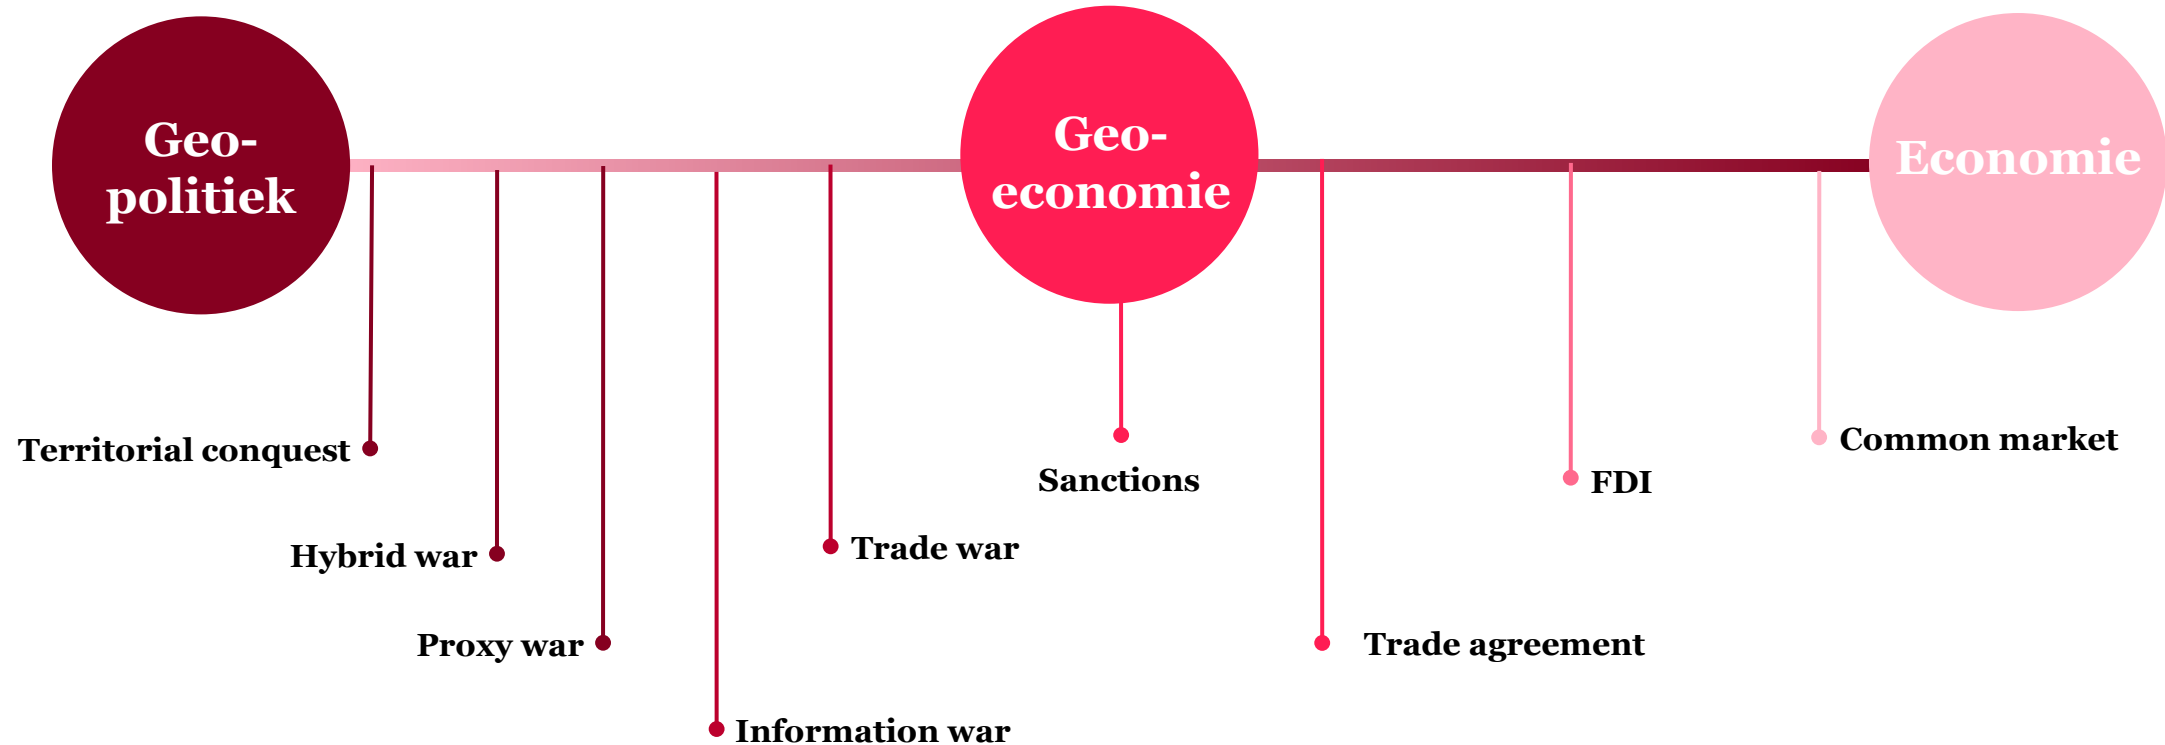 Geo-
politiek
Geo-
economie
Economie
Territorial conquest
Hybrid war
Proxy war
Information war
Trade war
Sanctions
Trade agreement
FDI
Common market